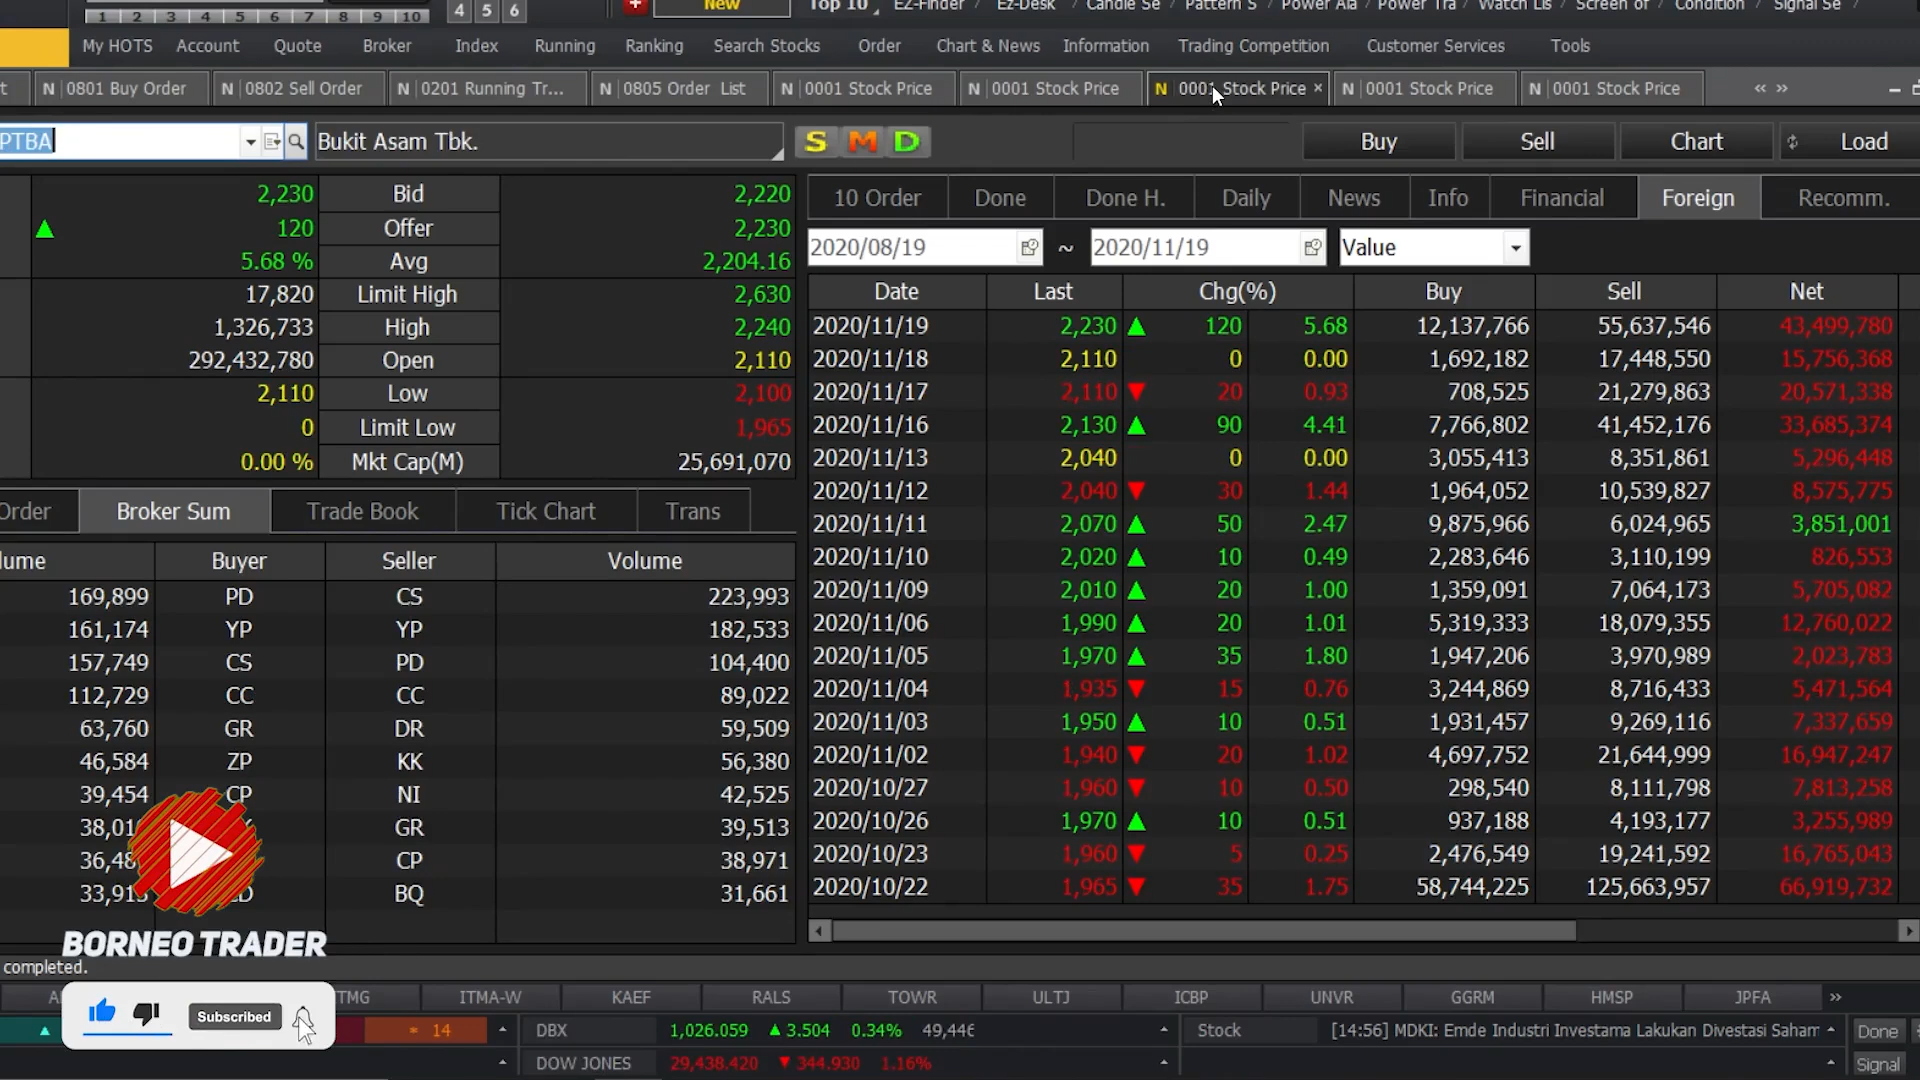 1 2 3 4 5 6 7 8 9 10 4 5 6 New Top 10 EZ-Finder Ez-Desk Candle Se Pattern S Power Ala Power Tra Watch Lis Screen of Condition Signal Se
My HOTS Account Quote Broker Index Running Ranking Search Stocks Order Chart & News Information Trading Competition Customer Services Tools
t N 0801 Buy Order N 0802 Sell Order N 0201 Running Tr... N 0805 Order List N 0001 Stock Price N 0001 Stock Price N 0001 Stock Price × N 0001 Stock Price N 0001 Stock Price « »
PTBA Bukit Asam Tbk. S M D Buy Sell Chart Load
2,230 Bid 2,220
▲ 120 Offer 2,230
5.68 % Avg 2,204.16
17,820 Limit High 2,630
1,326,733 High 2,240
292,432,780 Open 2,110
2,110 Low 2,100
0 Limit Low 1,965
0.00 % Mkt Cap(M) 25,691,070
Order Broker Sum Trade Book Tick Chart Trans
lume Buyer Seller Volume
169,899 PD CS 223,993
161,174 YP YP 182,533
157,749 CS PD 104,400
112,729 CC CC 89,022
63,760 GR DR 59,509
46,584 ZP KK 56,380
39,454 CP NI 42,525
38,01 GR 39,513
36,48 CP 38,971
33,91 D BQ 31,661
10 Order Done Done H. Daily News Info Financial Foreign Recomm.
2020/08/19 ~ 2020/11/19 Value
Date Last Chg(%) Buy Sell Net
2020/11/19 2,230 ▲ 120 5.68 12,137,766 55,637,546 43,499,780
2020/11/18 2,110 0 0.00 1,692,182 17,448,550 15,756,368
2020/11/17 2,110 ▼ 20 0.93 708,525 21,279,863 20,571,338
2020/11/16 2,130 ▲ 90 4.41 7,766,802 41,452,176 33,685,374
2020/11/13 2,040 0 0.00 3,055,413 8,351,861 5,296,448
2020/11/12 2,040 ▼ 30 1.44 1,964,052 10,539,827 8,575,775
2020/11/11 2,070 ▲ 50 2.47 9,875,966 6,024,965 3,851,001
2020/11/10 2,020 ▲ 10 0.49 2,283,646 3,110,199 826,553
2020/11/09 2,010 ▲ 20 1.00 1,359,091 7,064,173 5,705,082
2020/11/06 1,990 ▲ 20 1.01 5,319,333 18,079,355 12,760,022
2020/11/05 1,970 ▲ 35 1.80 1,947,206 3,970,989 2,023,783
2020/11/04 1,935 ▼ 15 0.76 3,244,869 8,716,433 5,471,564
2020/11/03 1,950 ▲ 10 0.51 1,931,457 9,269,116 7,337,659
2020/11/02 1,940 ▼ 20 1.02 4,697,752 21,644,999 16,947,247
2020/10/27 1,960 ▼ 10 0.50 298,540 8,111,798 7,813,258
2020/10/26 1,970 ▲ 10 0.51 937,188 4,193,177 3,255,989
2020/10/23 1,960 ▼ 5 0.25 2,476,549 19,241,592 16,765,043
2020/10/22 1,965 ▼ 35 1.75 58,744,225 125,663,957 66,919,732
BORNEO TRADER
completed.
TMG ITMA-W KAEF RALS TOWR ULTJ ICBP UNVR GGRM HMSP JPFA »
Subscribed
14 DBX 1,026.059 ▲ 3.504 0.34% 49,446 Stock [14:56] MDKI: Emde Industri Investama Lakukan Divestasi Saham Done
DOW JONES 29,438.420 ▼ 344.930 1.16% Signal